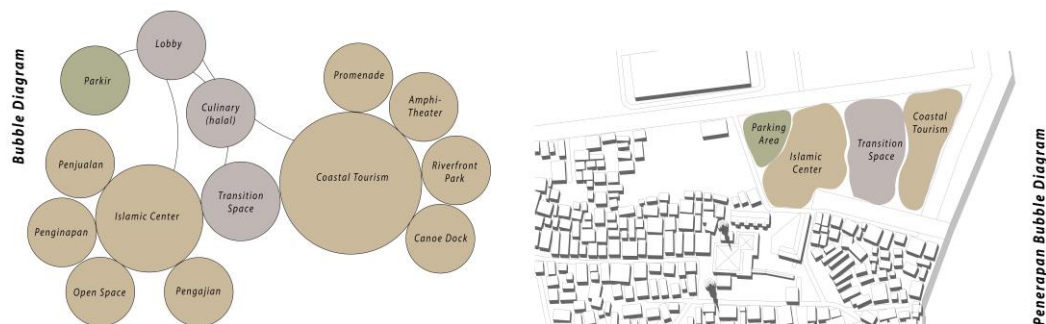 Bubble Diagram
Parkir
Lobby
Culinary
(halal)
Promenade
Amphi-
Theater
Riverfront
Park
Canoe Dock
Coastal Tourism
Transition
Space
Islamic Center
Penjualan
Penginapan
Open Space
Pengajian
Parking
Area
Islamic
Center
Transition
Space
Coastal
Tourism
Penerapan Bubble Diagram